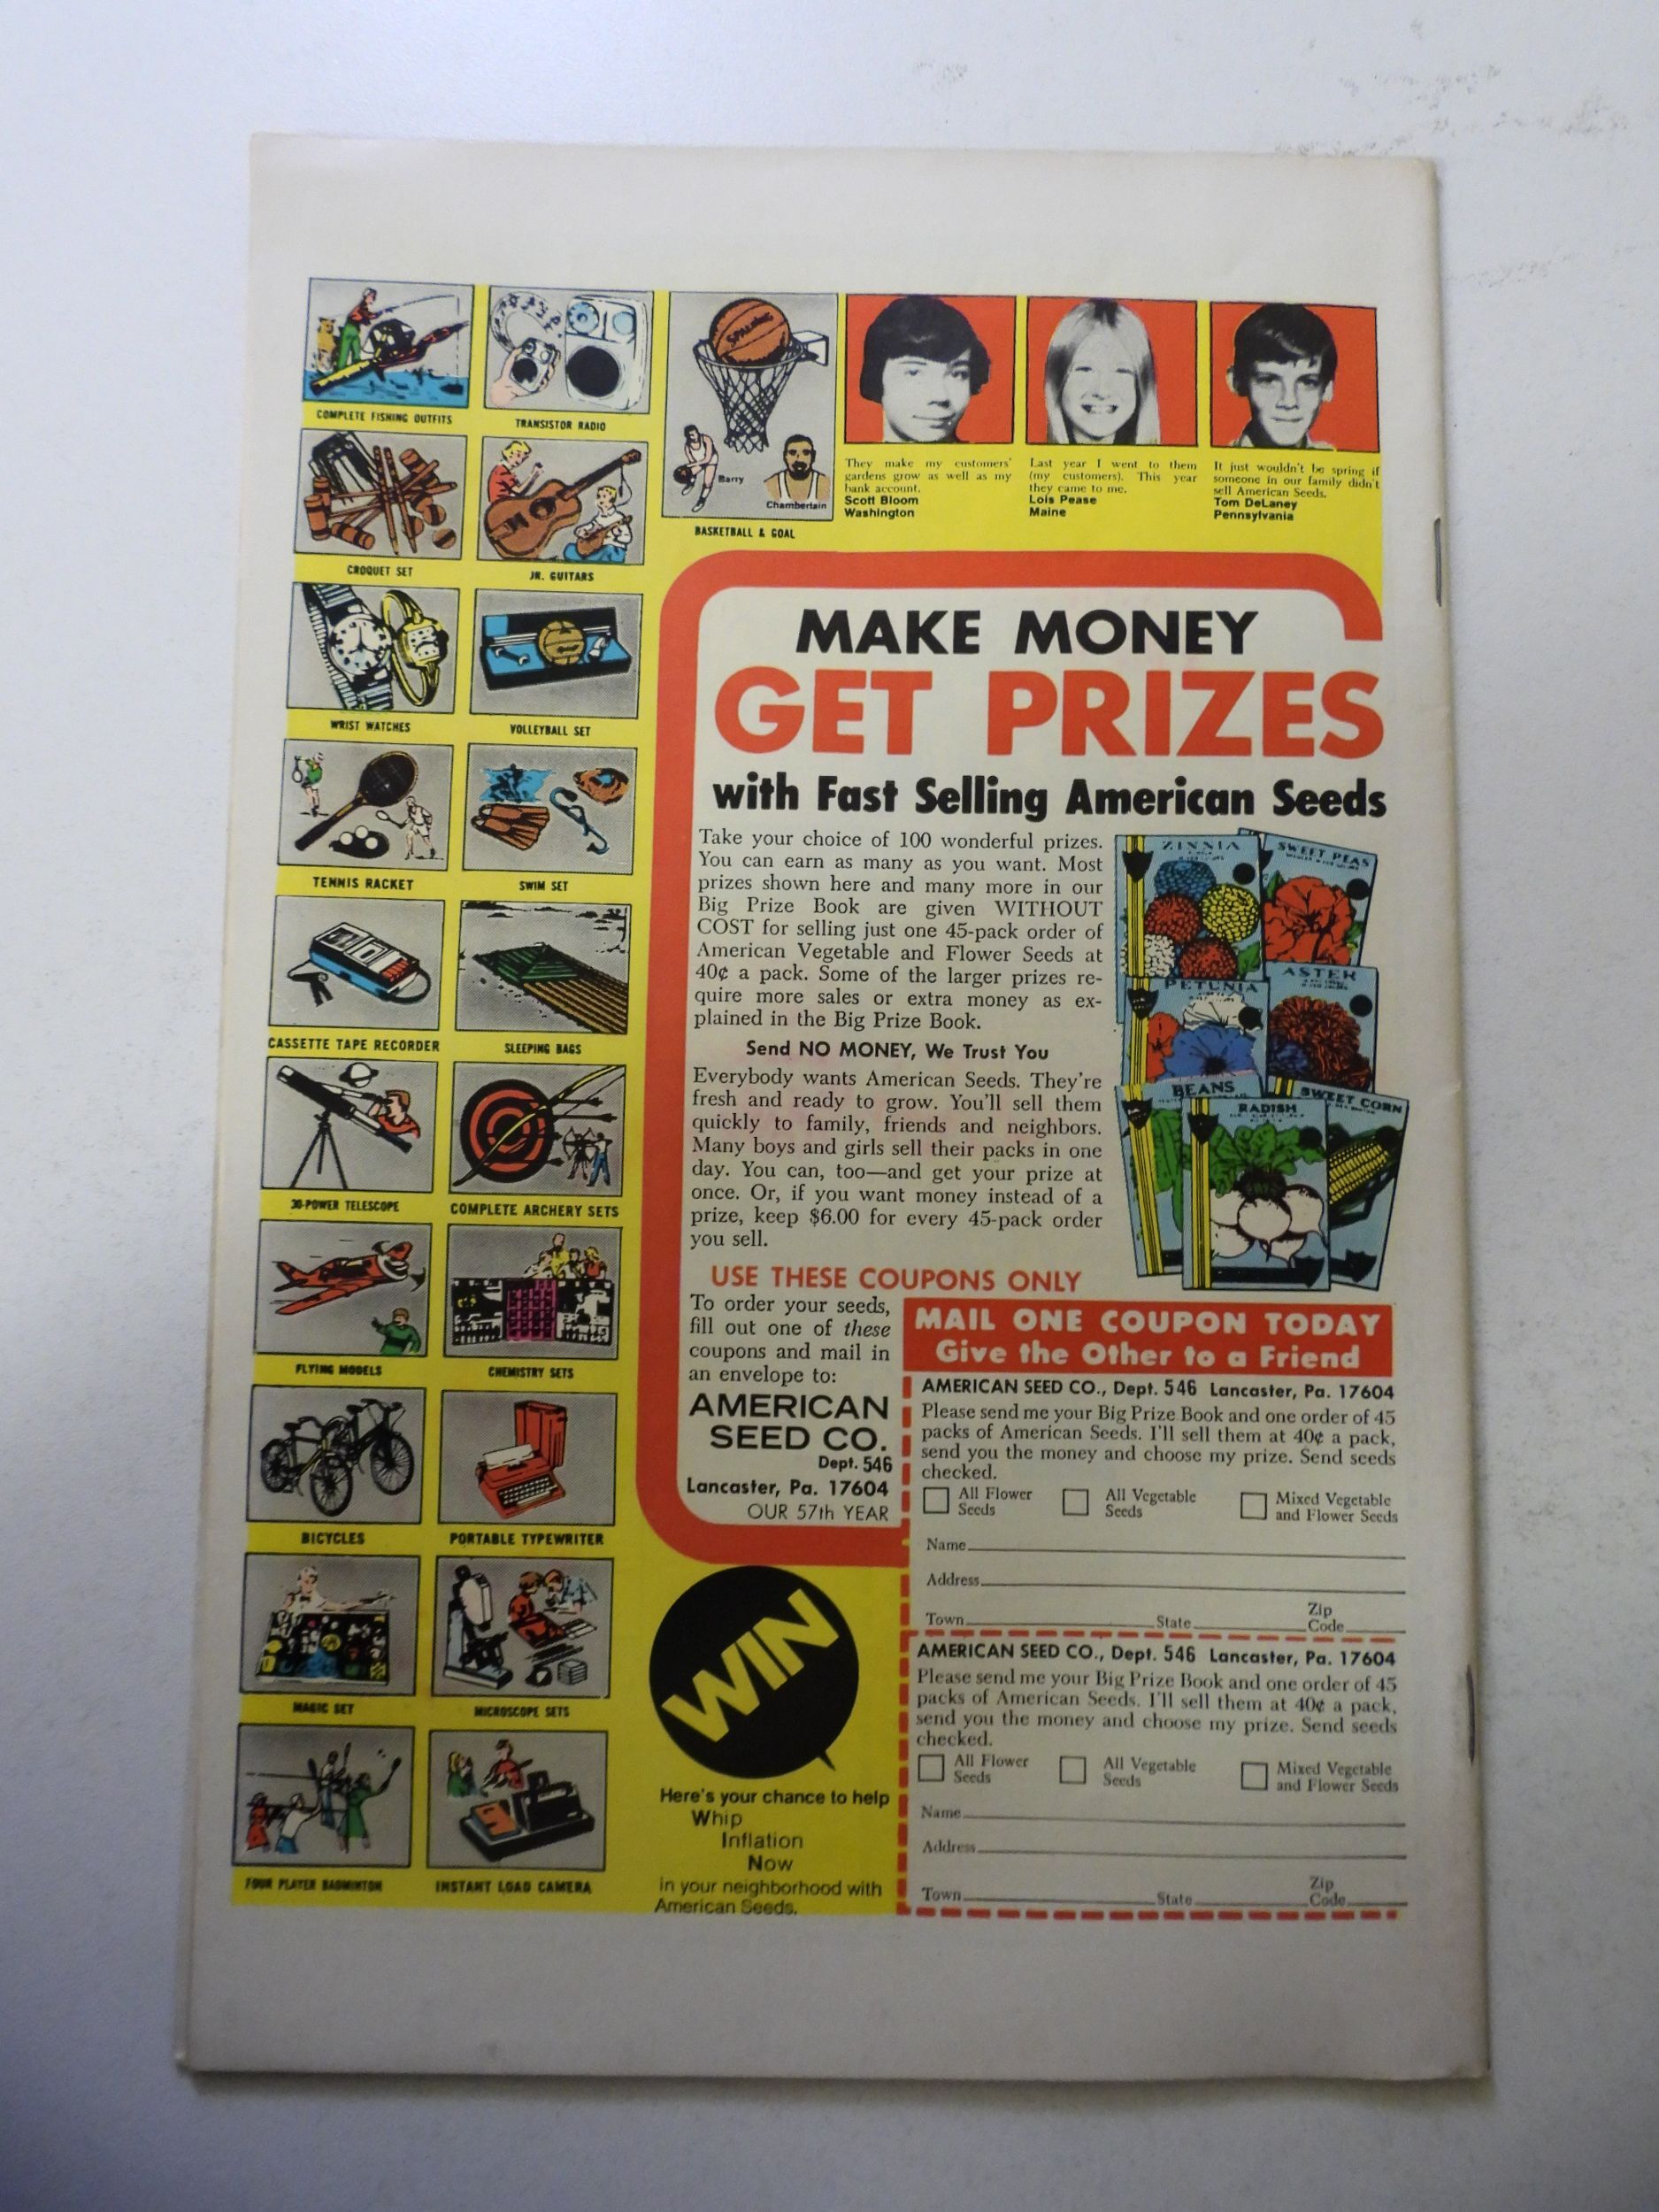 COMPLETE FISHING OUTFITS
TRANSISTOR RADIO
SPALDING
Barry
Chamberlain
BASKETBALL & GOAL
They make my customers'
gardens grow as well as my
bank account.
Scott Bloom
Washington
Last year I went to them
(my customers). This year
they came to me.
Lois Pease
Maine
It just wouldn't be spring if
someone in our family didn't
sell American Seeds.
Tom DeLaney
Pennsylvania
CROQUET SET
JR. GUITARS
WRIST WATCHES
VOLLEYBALL SET
TENNIS RACKET
SWIM SET
CASSETTE TAPE RECORDER
SLEEPING BAGS
30-POWER TELESCOPE
COMPLETE ARCHERY SETS
FLYING MODELS
CHEMISTRY SETS
BICYCLES
PORTABLE TYPEWRITER
MAGIC SET
MICROSCOPE SETS
FOUR PLAYER BADMINTON
INSTANT LOAD CAMERA
MAKE MONEY
GET PRIZES
with Fast Selling American Seeds
Take your choice of 100 wonderful prizes.
You can earn as many as you want. Most
prizes shown here and many more in our
Big Prize Book are given WITHOUT
COST for selling just one 45-pack order of
American Vegetable and Flower Seeds at
40¢ a pack. Some of the larger prizes re-
quire more sales or extra money as ex-
plained in the Big Prize Book.
Send NO MONEY, We Trust You
Everybody wants American Seeds. They're
fresh and ready to grow. You'll sell them
quickly to family, friends and neighbors.
Many boys and girls sell their packs in one
day. You can, too—and get your prize at
once. Or, if you want money instead of a
prize, keep $6.00 for every 45-pack order
you sell.
ZINNIA
SWEET PEAS
PETUNIA
ASTER
BEANS
RADISH
SWEET CORN
USE THESE COUPONS ONLY
To order your seeds,
fill out one of these
coupons and mail in
an envelope to:
AMERICAN
SEED CO.
Dept. 546
Lancaster, Pa. 17604
OUR 57th YEAR
WIN
Here's your chance to help
Whip
Inflation
Now
in your neighborhood with
American Seeds.
MAIL ONE COUPON TODAY
Give the Other to a Friend
AMERICAN SEED CO., Dept. 546 Lancaster, Pa. 17604
Please send me your Big Prize Book and one order of 45
packs of American Seeds. I'll sell them at 40¢ a pack,
send you the money and choose my prize. Send seeds
checked.
All Flower Seeds
All Vegetable Seeds
Mixed Vegetable and Flower Seeds
Name
Address
Town State Zip Code
AMERICAN SEED CO., Dept. 546 Lancaster, Pa. 17604
Please send me your Big Prize Book and one order of 45
packs of American Seeds. I'll sell them at 40¢ a pack,
send you the money and choose my prize. Send seeds
checked.
All Flower Seeds
All Vegetable Seeds
Mixed Vegetable and Flower Seeds
Name
Address
Town State Zip Code